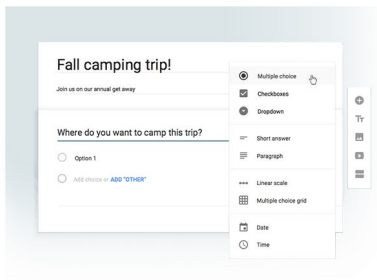 Fall camping trip!
Join us on our annual get away
Where do you want to camp this trip?
Option 1
Add choice or ADD "OTHER"
Multiple choice
Checkboxes
Dropdown
Short answer
Paragraph
Linear scale
Multiple choice grid
Date
Time
Tт